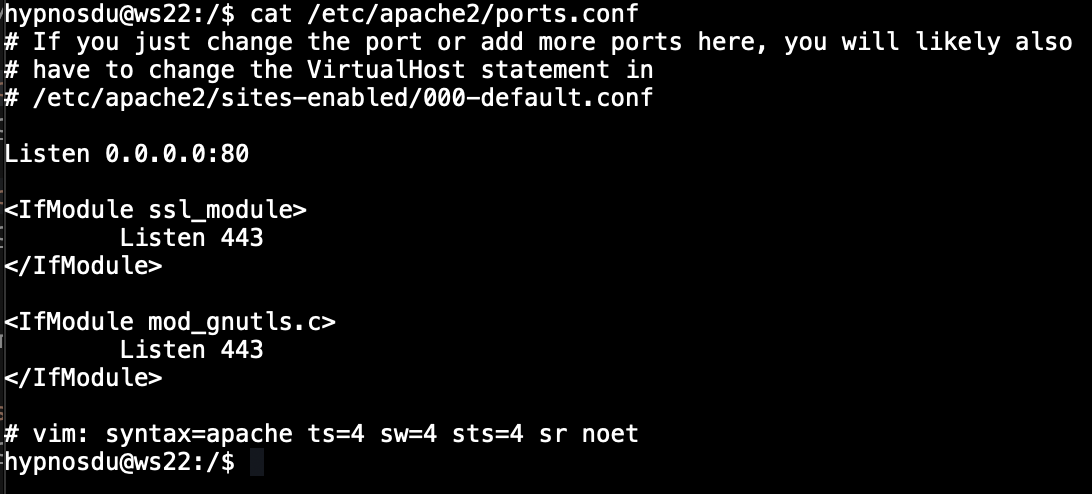 hypnosdu@ws22:/$ cat /etc/apache2/ports.conf
# If you just change the port or add more ports here, you will likely also
# have to change the VirtualHost statement in
# /etc/apache2/sites-enabled/000-default.conf

Listen 0.0.0.0:80

<IfModule ssl_module>
        Listen 443
</IfModule>

<IfModule mod_gnutls.c>
        Listen 443
</IfModule>

# vim: syntax=apache ts=4 sw=4 sts=4 sr noet
hypnosdu@ws22:/$